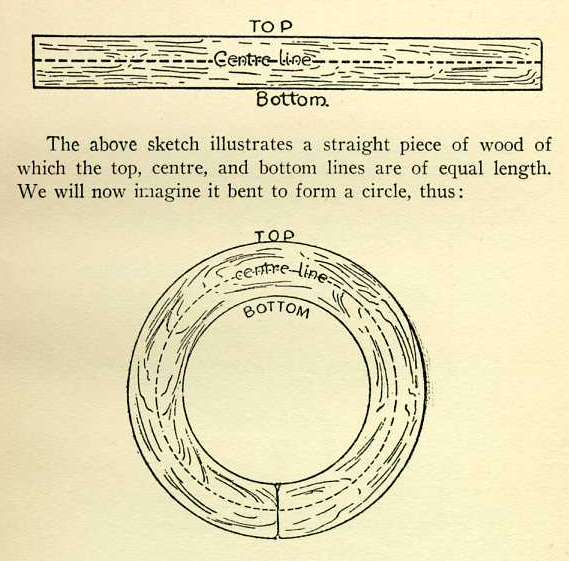 TOP
Centre line
Bottom.
The above sketch illustrates a straight piece of wood of
which the top, centre, and bottom lines are of equal length.
We will now imagine it bent to form a circle, thus:
TOP
centre line
BOTTOM